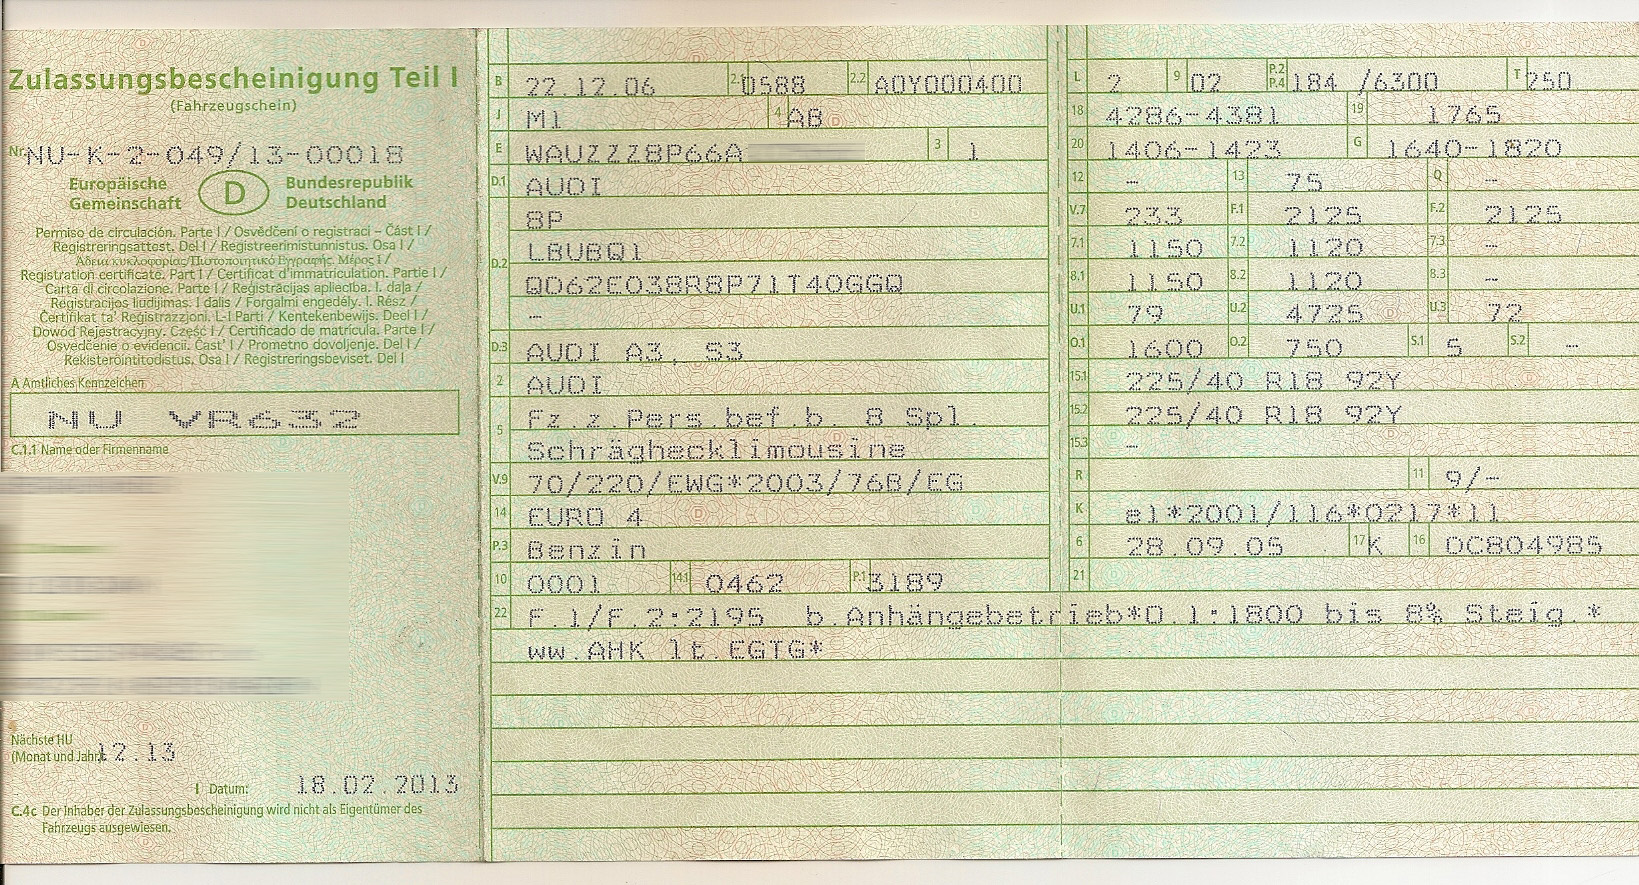 Zulassungsbescheinigung Teil I
(Fahrzeugschein)
Nr. NU-K-2-049/13-00018
Europäische Gemeinschaft D Bundesrepublik Deutschland
Permiso de circulación. Parte I / Osvědčení o registraci – Část I /
Registreringsattest. Del I / Registreerimistunnistus. Osa I /
Άδεια κυκλοφορίας/Πιστοποιητικό Εγγραφής. Μέρος I /
Registration certificate. Part I / Certificat d'immatriculation. Partie I /
Carta di circolazione. Parte I / Reģistrācijas apliecība. I. daļa /
Registracijos liudijimas. I dalis / Forgalmi engedély. I. Rész /
Ċertifikat ta' Reġistrazzjoni. L-I Parti / Kentekenbewijs. Deel I /
Dowód Rejestracyjny. Część I / Certificado de matrícula. Parte I /
Osvedčenie o evidencii. Časť I / Prometno dovoljenje. Del I /
Rekisteröintitodistus. Osa I / Registreringsbeviset. Del I
A Amtliches Kennzeichen
NU VR632
C.1.1 Name oder Firmenname
Nächste HU
(Monat und Jahr) 12.13
I Datum: 18.02.2013
C.4c Der Inhaber der Zulassungsbescheinigung wird nicht als Eigentümer des
Fahrzeugs ausgewiesen.
B 22.12.06 2.1 0588 2.2 AOY000400
J M1 4 AB
E WAUZZZ8P66A 3 1
D.1 AUDI
8P
D.2 LBUBQ1
QD62E038R8P71T40GGQ
–
D.3 AUDI A3, S3
2 AUDI
5 Fz.z.Pers.bef.b. 8 Spl.
Schräghecklimousine
V.9 70/220/EWG*2003/76B/EG
14 EURO 4
P.3 Benzin
10 0001 14.1 0462 P.1 3189
L 2 9 02 P.2 P.4 184 /6300 T 250
18 4286-4381 19 1765
20 1406-1423 G 1640-1820
12 – 13 75 Q –
V.7 233 F.1 2125 F.2 2125
7.1 1150 7.2 1120 7.3 –
8.1 1150 8.2 1120 8.3 –
U.1 79 U.2 4725 U.3 72
O.1 1600 O.2 750 S.1 5 S.2 –
15.1 225/40 R18 92Y
15.2 225/40 R18 92Y
15.3 –
R 11 9/–
K e1*2001/116*0217*11
6 28.09.05 17 K 16 DC804985
21
22 F.1/F.2:2195 b.Anhängebetrieb*O.1:1800 bis 8% Steig.*
ww.AHK lt.EGTG*